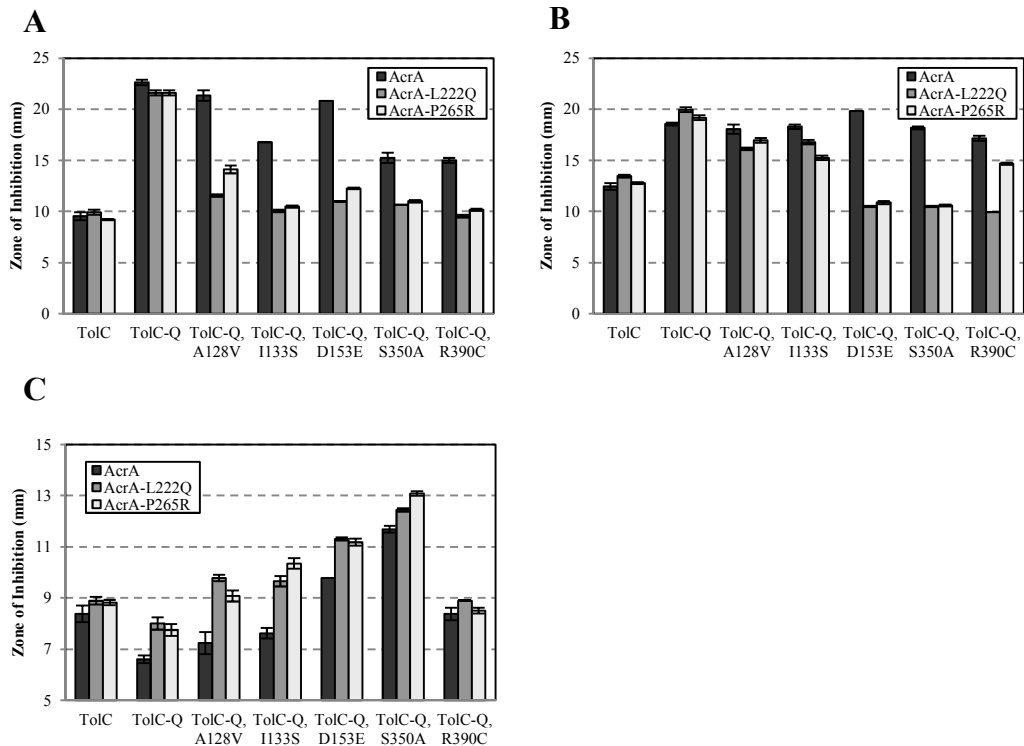 A
Zone of Inhibition (mm)
25
20
15
10
5
0
AcrA
AcrA-L222Q
AcrA-P265R
TolC
TolC-Q
TolC-Q, A128V
TolC-Q, I133S
TolC-Q, D153E
TolC-Q, S350A
TolC-Q, R390C
B
Zone of Inhibition (mm)
25
20
15
10
5
0
AcrA
AcrA-L222Q
AcrA-P265R
TolC
TolC-Q
TolC-Q, A128V
TolC-Q, I133S
TolC-Q, D153E
TolC-Q, S350A
TolC-Q, R390C
C
Zone of Inhibition (mm)
15
13
11
9
7
5
AcrA
AcrA-L222Q
AcrA-P265R
TolC
TolC-Q
TolC-Q, A128V
TolC-Q, I133S
TolC-Q, D153E
TolC-Q, S350A
TolC-Q, R390C